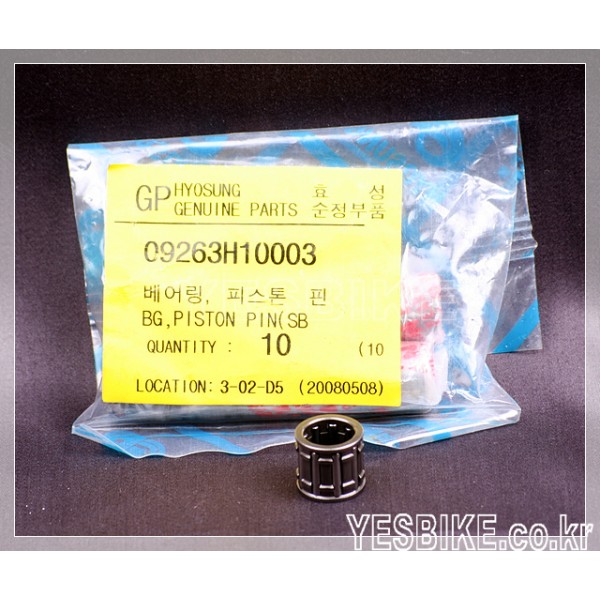 GP HYOSUNG 효 성
GENUINE PARTS 순정부품
09263H10003
베어링, 피스톤 핀
BG,PISTON PIN(SB
QUANTITY : 10 (10
LOCATION: 3-02-D5 (20080508)
YESBIKE.co.kr